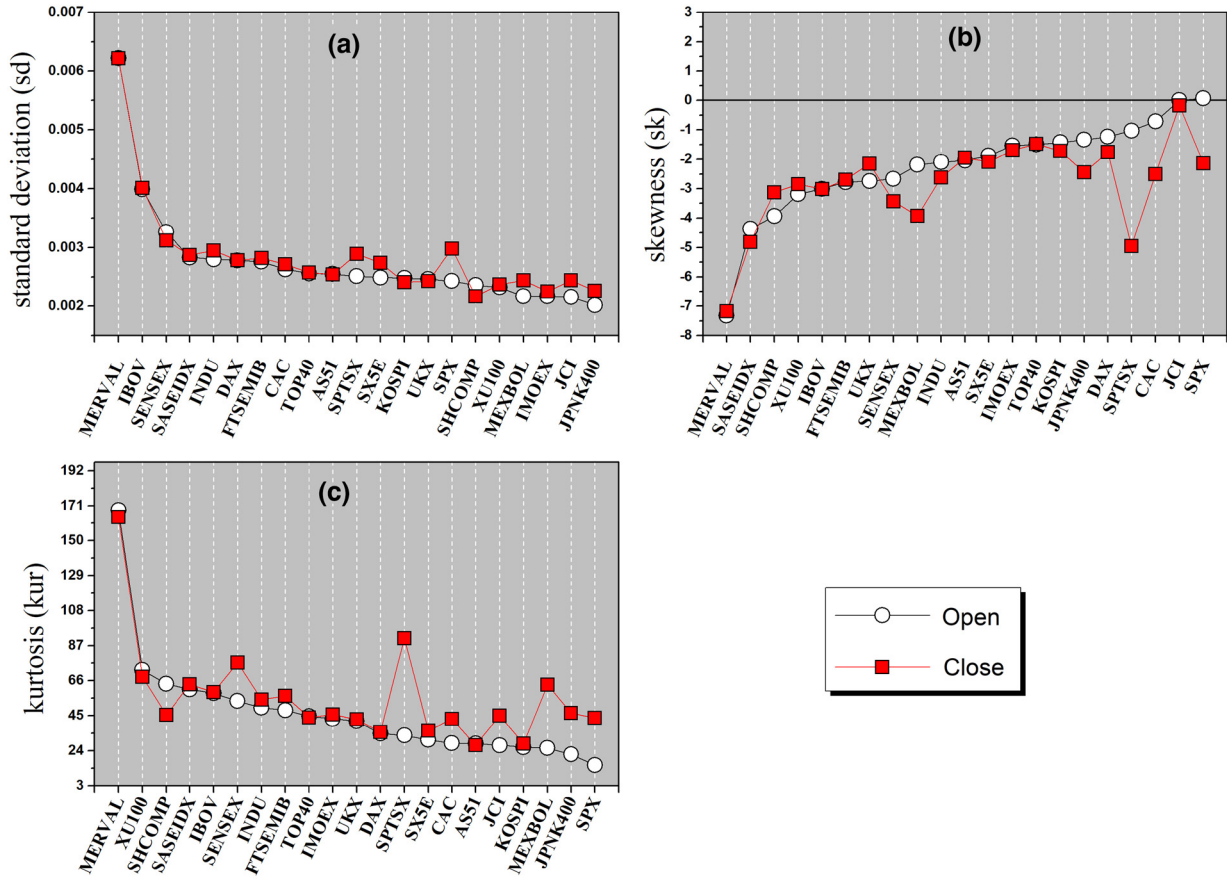 (a)
standard deviation (sd)
0.007
0.006
0.005
0.004
0.003
0.002
MERVAL
IBOV
SENSEX
SASEIDX
INDU
DAX
FTSEMIB
CAC
TOP40
AS51
SPTSX
SX5E
KOSPI
UKX
SPX
SHCOMP
XU100
MEXBOL
IMOEX
JCI
JPNK400
(b)
skewness (sk)
3
2
1
0
-1
-2
-3
-4
-5
-6
-7
-8
MERVAL
SASEIDX
SHCOMP
XU100
IBOV
FTSEMIB
UKX
SENSEX
MEXBOL
INDU
AS51
SX5E
IMOEX
TOP40
KOSPI
JPNK400
DAX
SPTSX
CAC
JCI
SPX
(c)
kurtosis (kur)
192
171
150
129
108
87
66
45
24
3
MERVAL
XU100
SHCOMP
SASEIDX
IBOV
SENSEX
INDU
FTSEMIB
TOP40
IMOEX
UKX
DAX
SPTSX
SX5E
CAC
AS51
JCI
KOSPI
MEXBOL
JPNK400
SPX
Open
Close